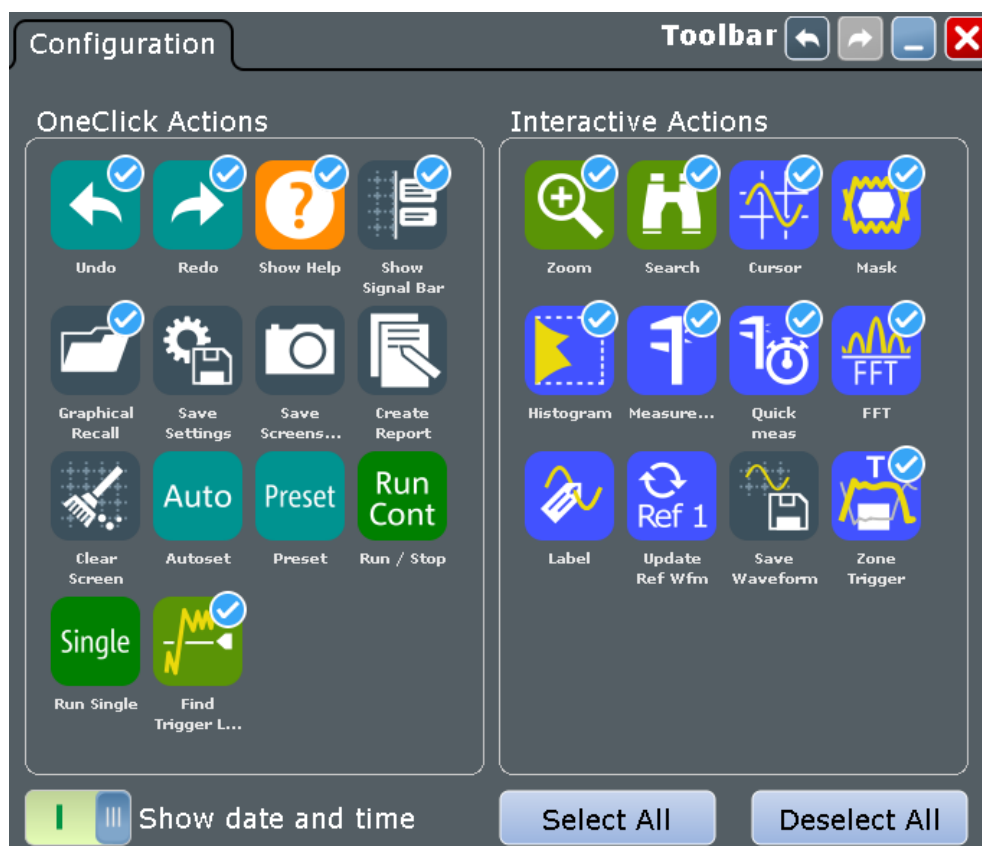 Configuration
Toolbar
OneClick Actions
Interactive Actions
Undo
Redo
Show Help
Show
Signal Bar
Zoom
Search
Cursor
Mask
Graphical
Recall
Save
Settings
Save
Screens...
Create
Report
Histogram
Measure...
Quick
meas
FFT
FFT
Clear
Screen
Auto
Autoset
Preset
Preset
Run
Cont
Run / Stop
Label
Ref 1
Update
Ref Wfm
Save
Waveform
T
Zone
Trigger
Single
Run Single
Find
Trigger L...
Show date and time
Select All
Deselect All